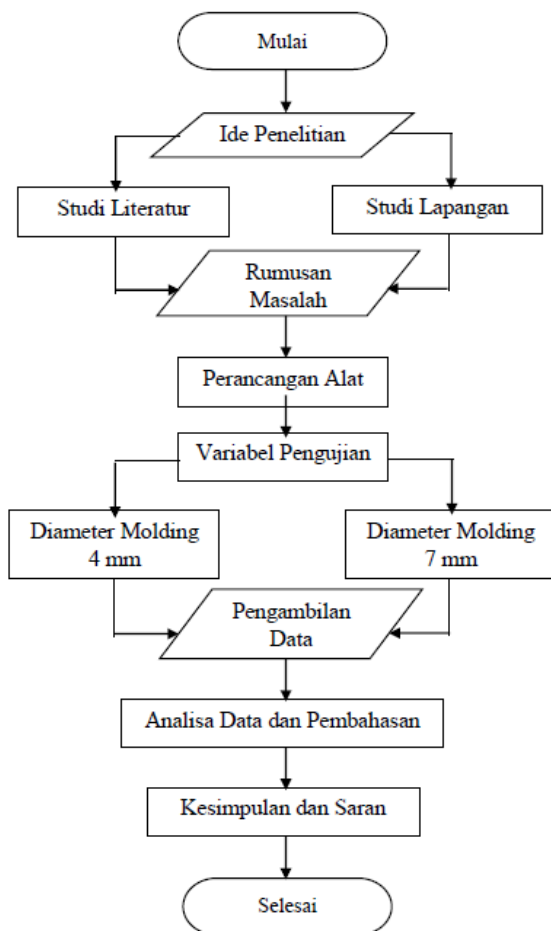 Mulai
Ide Penelitian
Studi Literatur
Studi Lapangan
Rumusan
Masalah
Perancangan Alat
Variabel Pengujian
Diameter Molding
4 mm
Diameter Molding
7 mm
Pengambilan
Data
Analisa Data dan Pembahasan
Kesimpulan dan Saran
Selesai